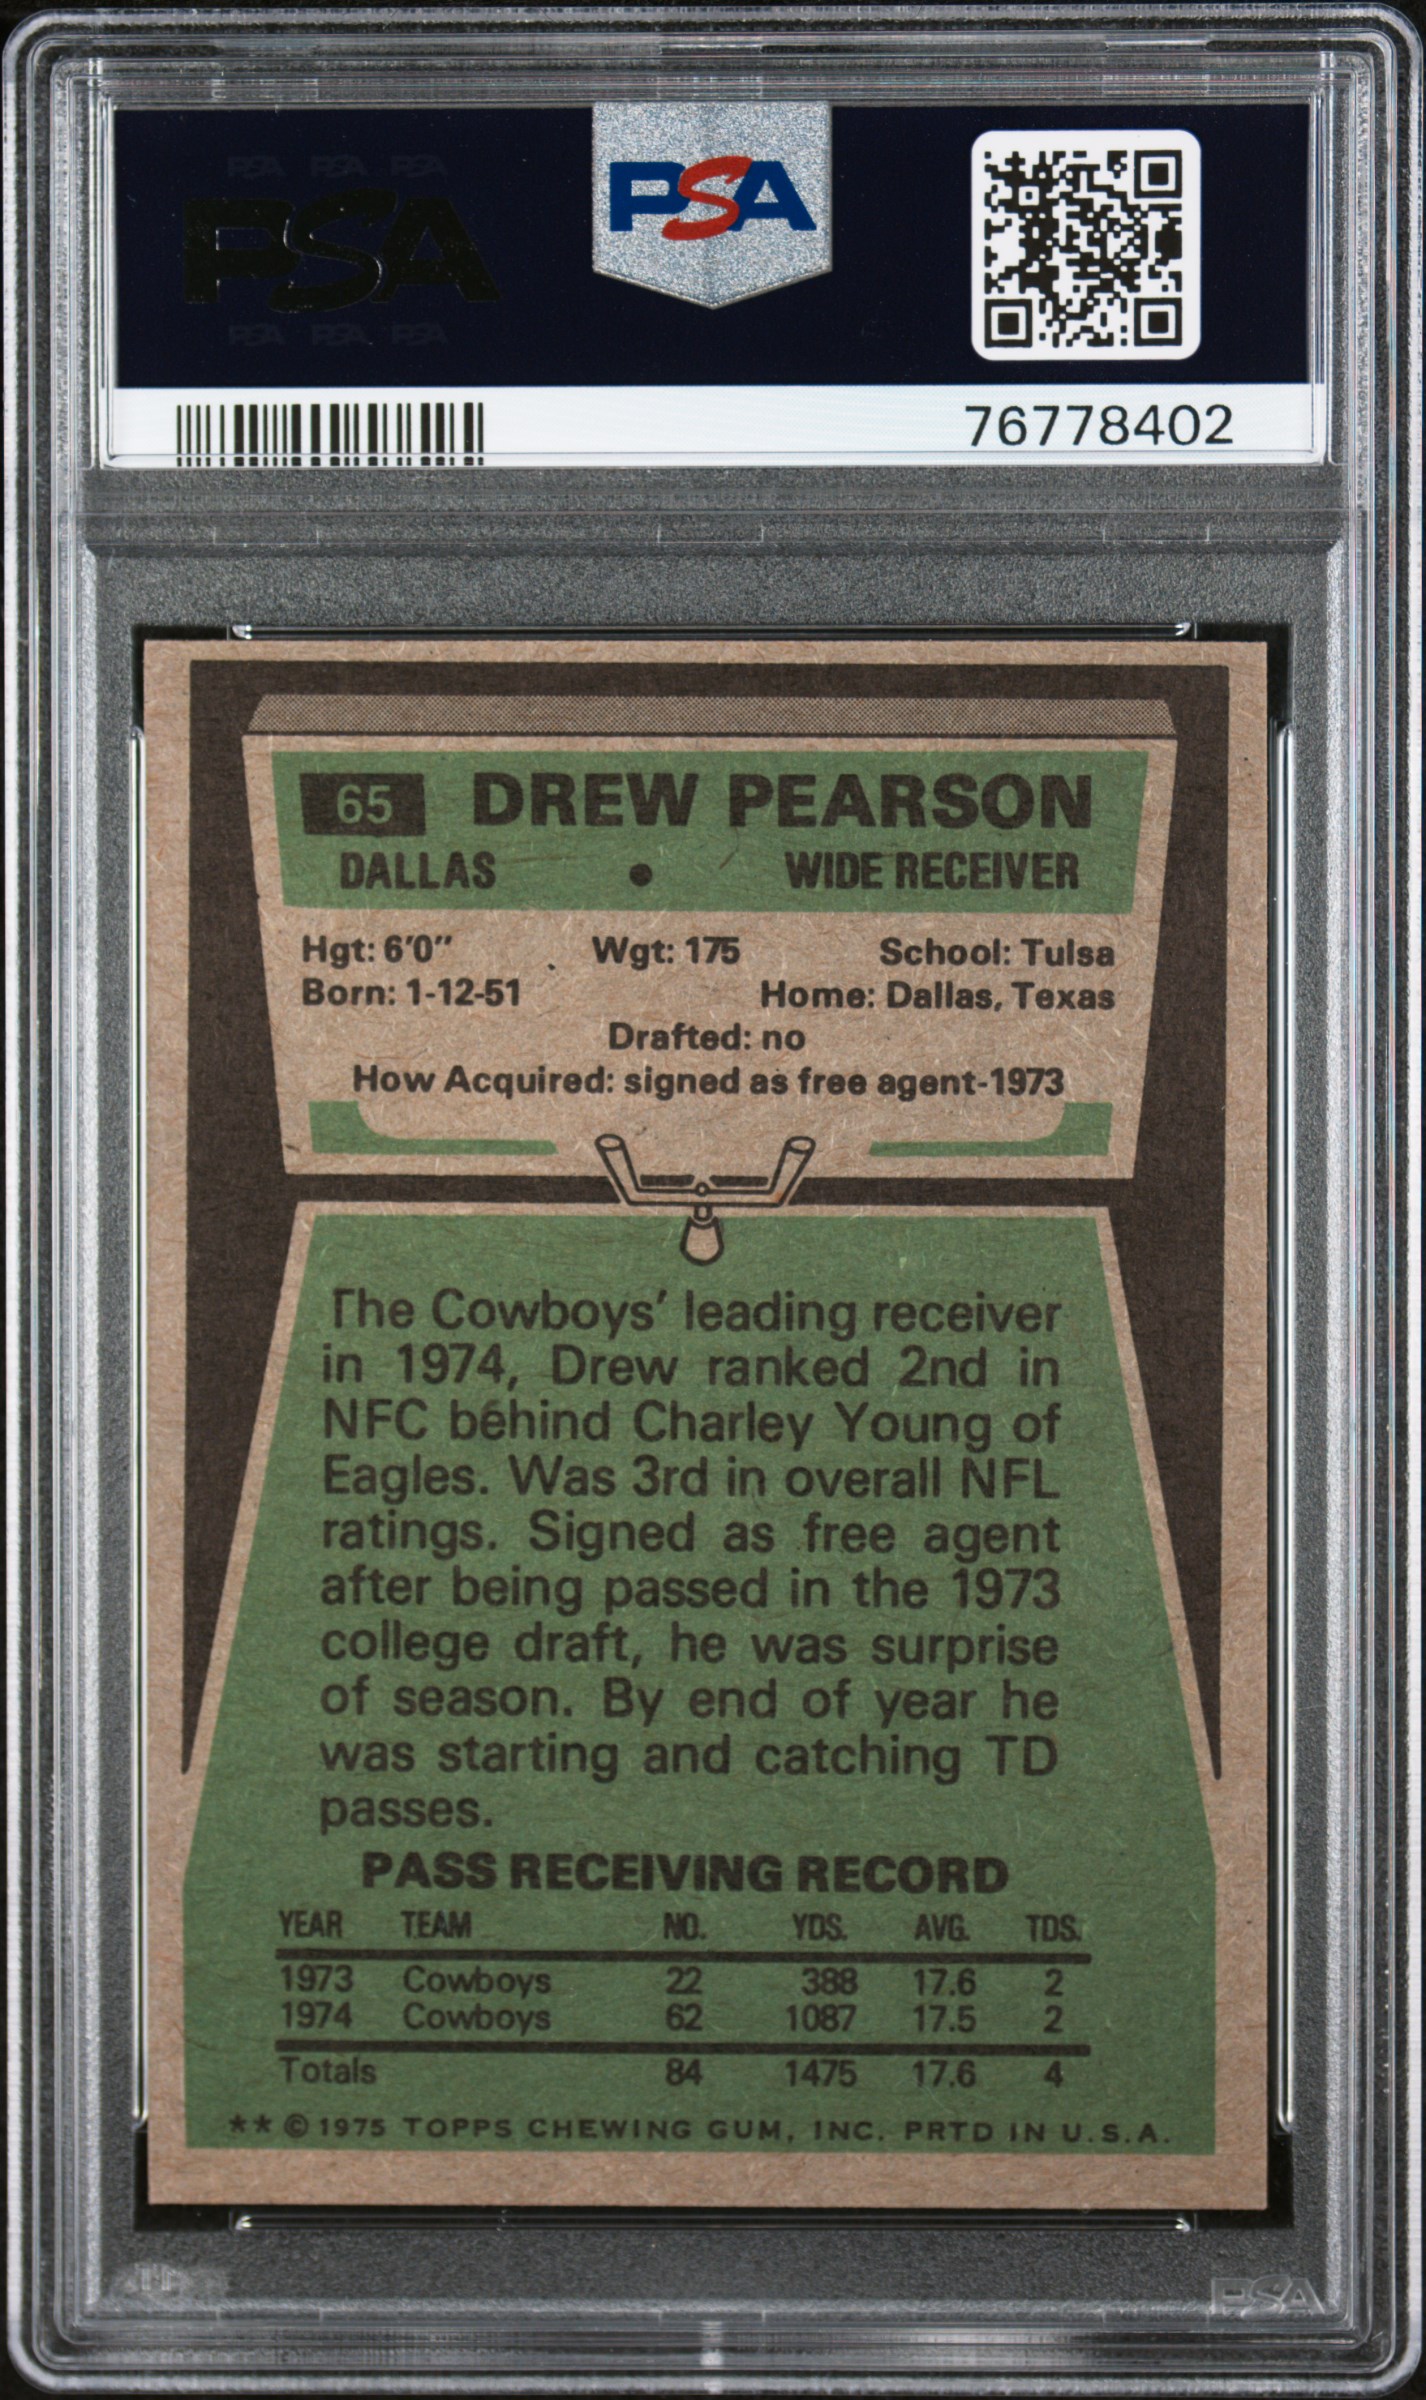 PSA PSA PSA
PSA
PSA PSA PSA
PSA
76778402
65 DREW PEARSON
DALLAS • WIDE RECEIVER
Hgt: 6'0" Wgt: 175 School: Tulsa
Born: 1-12-51 Home: Dallas, Texas
Drafted: no
How Acquired: signed as free agent-1973
The Cowboys' leading receiver
in 1974, Drew ranked 2nd in
NFC behind Charley Young of
Eagles. Was 3rd in overall NFL
ratings. Signed as free agent
after being passed in the 1973
college draft, he was surprise
of season. By end of year he
was starting and catching TD
passes.
PASS RECEIVING RECORD
YEAR TEAM NO. YDS. AVG. TDS.
1973 Cowboys 22 388 17.6 2
1974 Cowboys 62 1087 17.5 2
Totals 84 1475 17.6 4
** © 1975 TOPPS CHEWING GUM, INC. PRTD IN U.S.A.
PSA